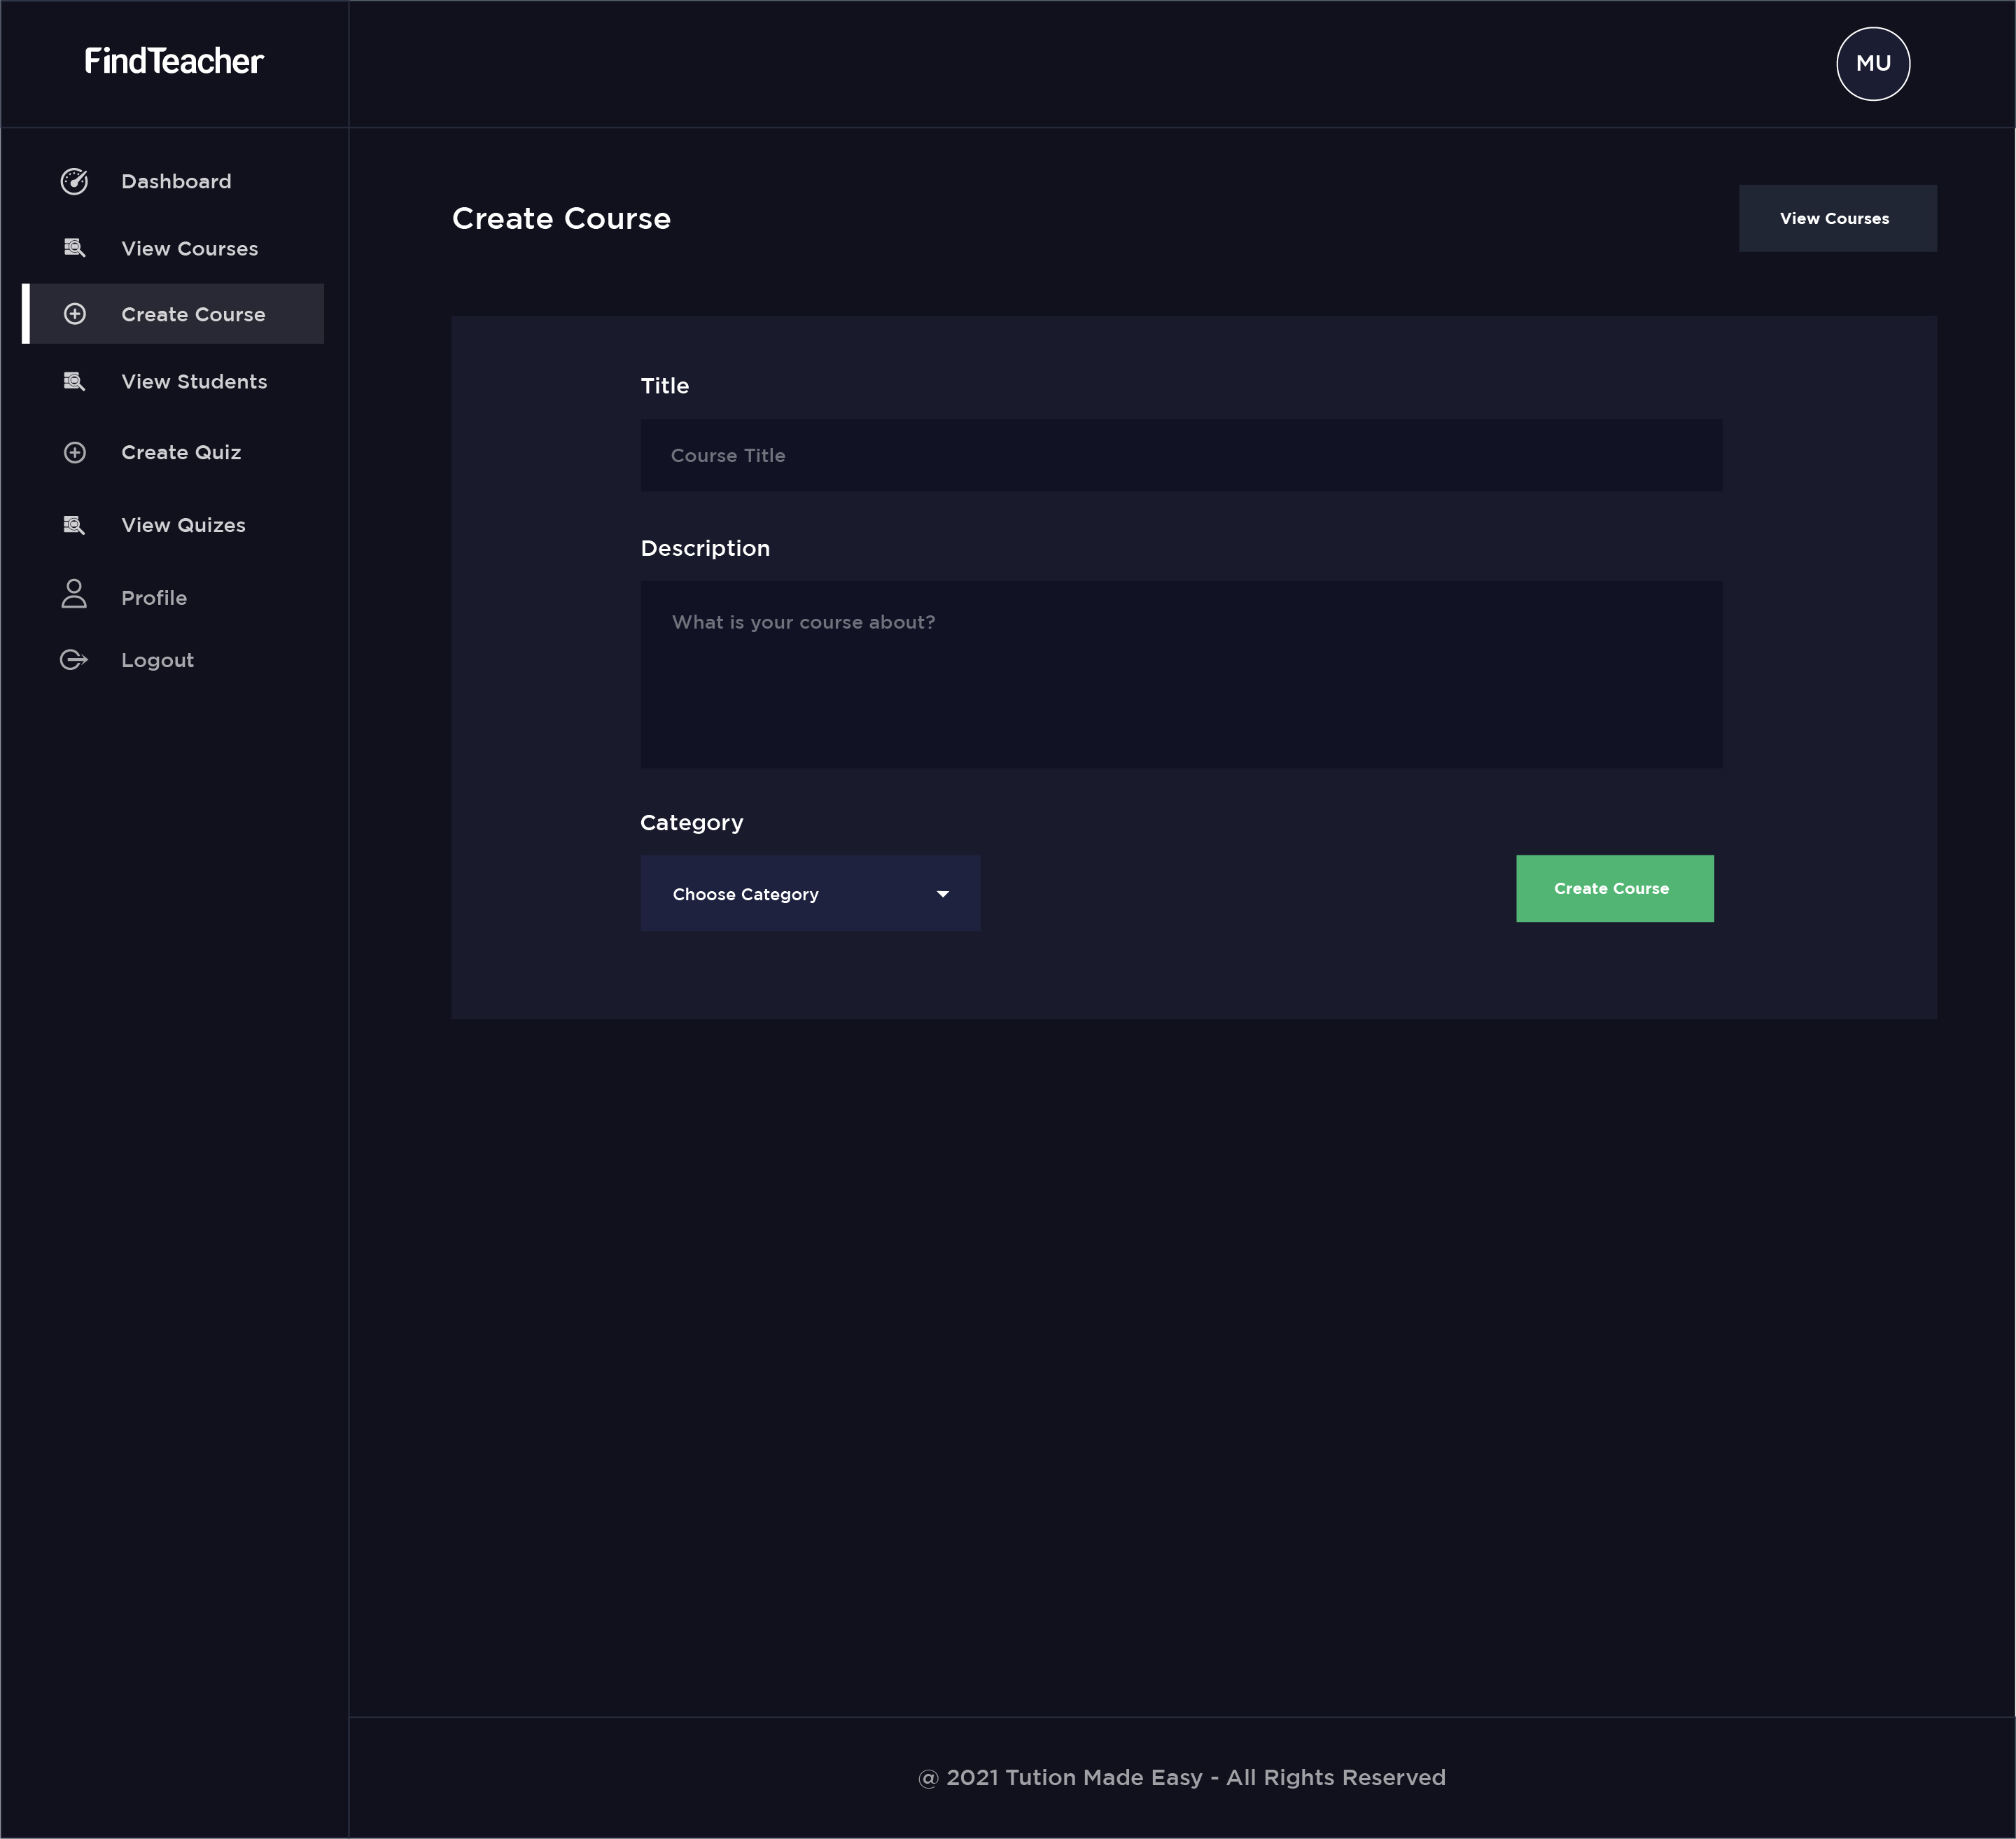 FindTeacher
MU
Dashboard
View Courses
Create Course
View Students
Create Quiz
View Quizes
Profile
Logout
Create Course
View Courses
Title
Course Title
Description
What is your course about?
Category
Choose Category
Create Course
@ 2021 Tution Made Easy - All Rights Reserved